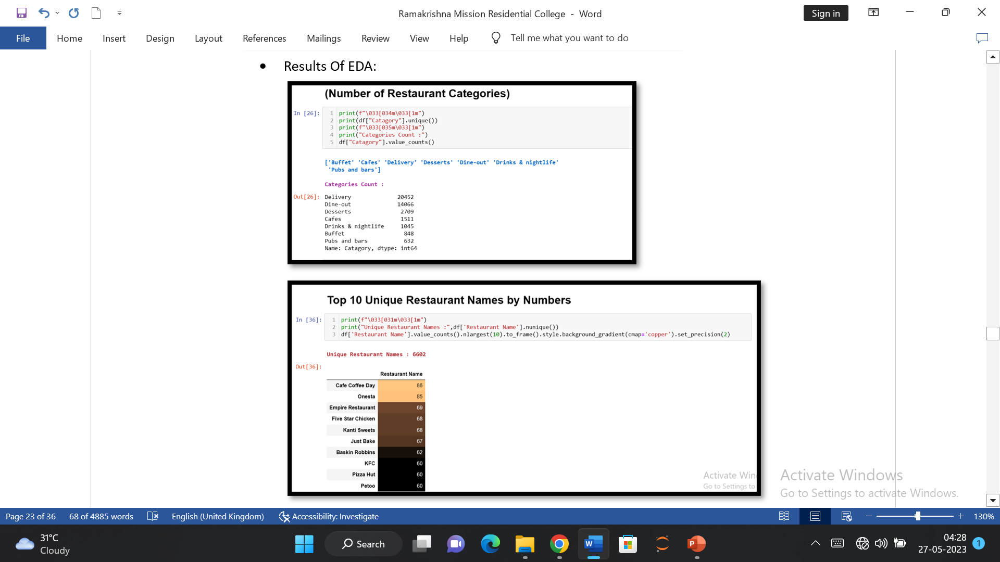 Ramakrishna Mission Residential College - Word
Sign in
File Home Insert Design Layout References Mailings Review View Help Tell me what you want to do
• Results Of EDA:
(Number of Restaurant Categories)
In [26]: 1 print(f"\033[034m\033[1m")
2 print(df["Catagory"].unique())
3 print(f"\033[035m\033[1m")
4 print("Categories Count :")
5 df["Catagory"].value_counts()
['Buffet' 'Cafes' 'Delivery' 'Desserts' 'Dine-out' 'Drinks & nightlife'
'Pubs and bars']
Categories Count :
Out[26]: Delivery 20452
Dine-out 14066
Desserts 2709
Cafes 1511
Drinks & nightlife 1045
Buffet 848
Pubs and bars 632
Name: Catagory, dtype: int64
Top 10 Unique Restaurant Names by Numbers
In [36]: 1 print(f"\033[031m\033[1m")
2 print("Unique Restaurant Names :",df['Restaurant Name'].nunique())
3 df['Restaurant Name'].value_counts().nlargest(10).to_frame().style.background_gradient(cmap='copper').set_precision(2)
Unique Restaurant Names : 6602
Out[36]:
Restaurant Name
Cafe Coffee Day 86
Onesta 85
Empire Restaurant 69
Five Star Chicken 68
Kanti Sweets 68
Just Bake 67
Baskin Robbins 62
KFC 60
Pizza Hut 60
Petoo 60
Activate Win
Go to Settings to
Activate Windows
Go to Settings to activate Windows.
Page 23 of 36 68 of 4885 words English (United Kingdom) Accessibility: Investigate 130%
31°C
Cloudy
Search
04:28
27-05-2023
1